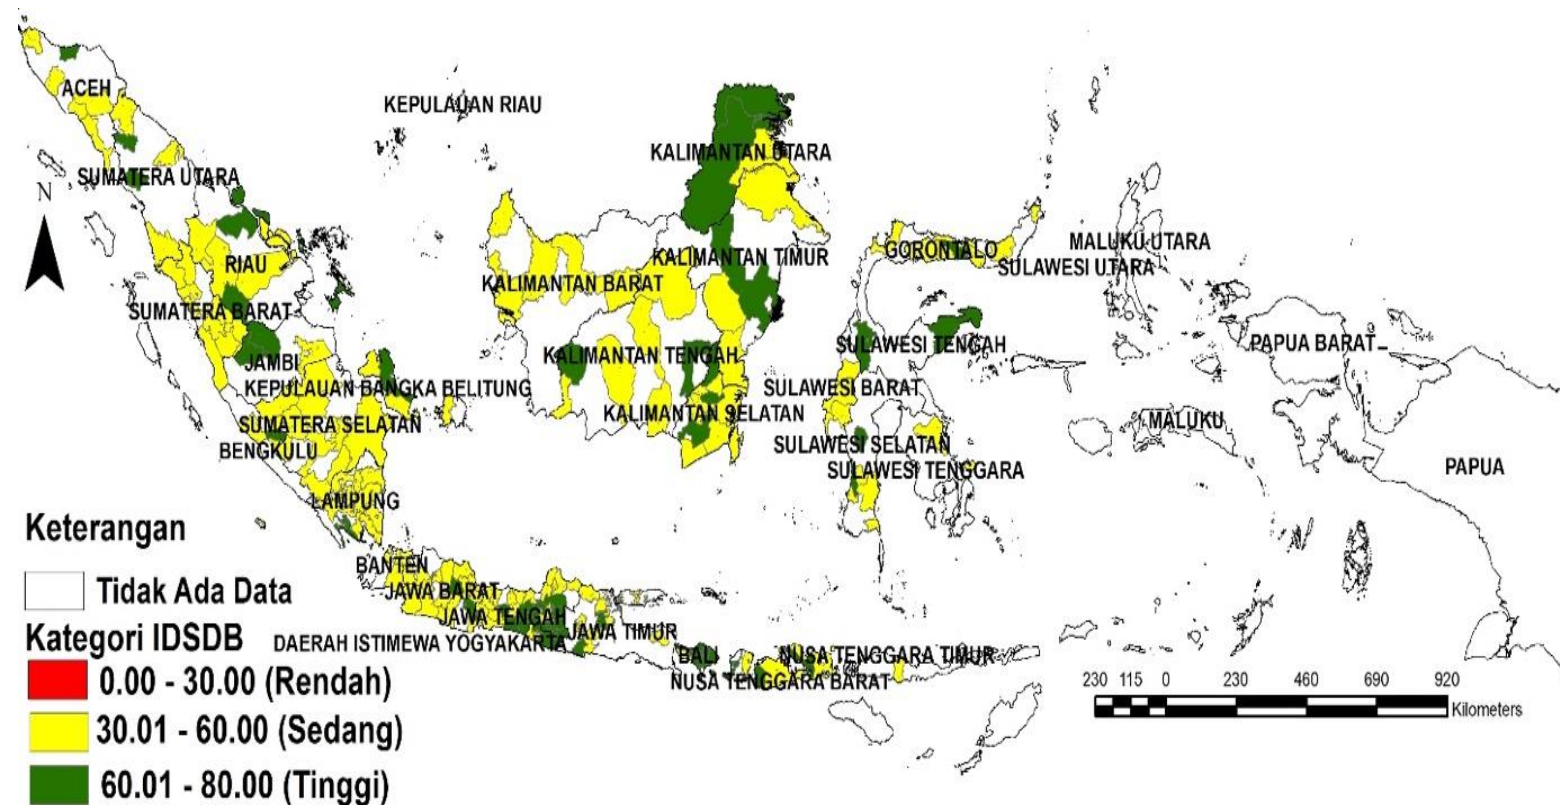 ACEH
KEPULAUAN RIAU
KALIMANTAN UTARA
SUMATERA UTARA
N
RIAU
KALIMANTAN TIMUR
GORONTALO
MALUKU UTARA
SULAWESI UTARA
KALIMANTAN BARAT
SUMATERA BARAT
JAMBI
KALIMANTAN TENGAH
SULAWESI TENGAH
PAPUA BARAT
KEPULAUAN BANGKA BELITUNG
SULAWESI BARAT
SUMATERA SELATAN
KALIMANTAN SELATAN
MALUKU
BENGKULU
SULAWESI SELATAN
SULAWESI TENGGARA
PAPUA
LAMPUNG
BANTEN
JAWA BARAT
JAWA TENGAH
DAERAH ISTIMEWA YOGYAKARTA
JAWA TIMUR
BALI
NUSA TENGGARA TIMUR
NUSA TENGGARA BARAT
Keterangan
Tidak Ada Data
Kategori IDSDB
0.00 - 30.00 (Rendah)
30.01 - 60.00 (Sedang)
60.01 - 80.00 (Tinggi)
230 115 0 230 460 690 920
Kilometers